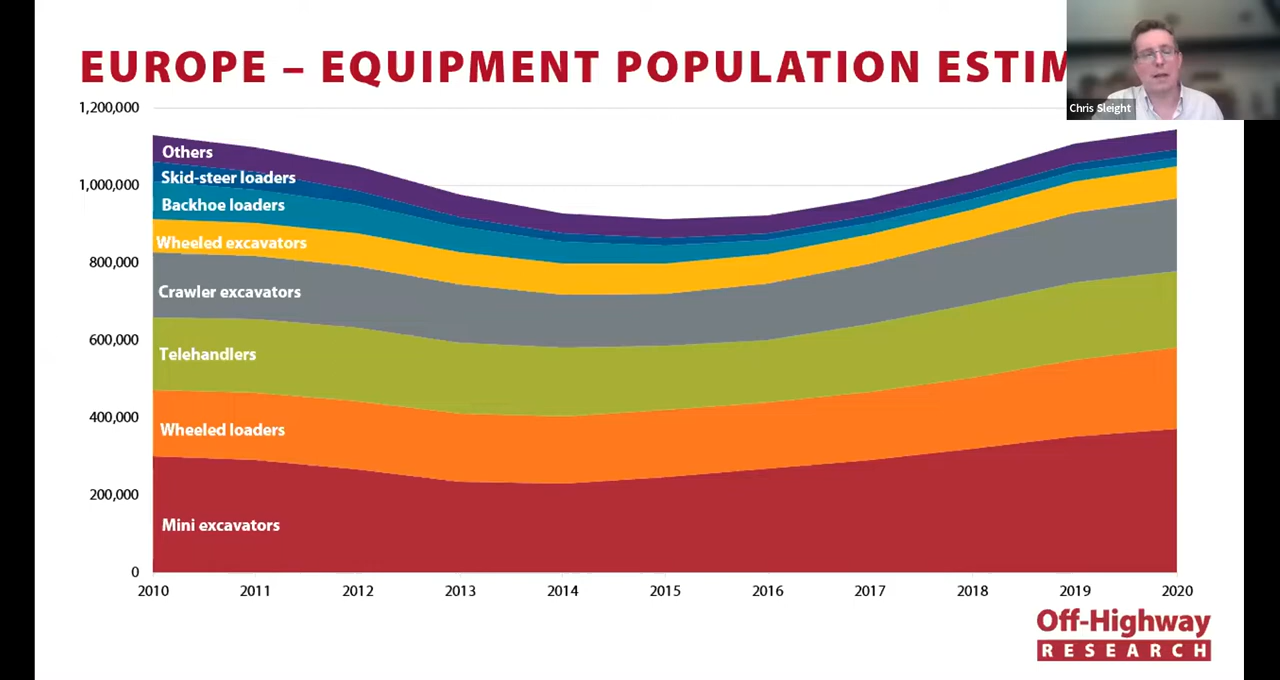 EUROPE – EQUIPMENT POPULATION ESTIM
Chris Sleight
1,200,000
Others
Skid-steer loaders
1,000,000
Backhoe loaders
Wheeled excavators
800,000
Crawler excavators
600,000
Telehandlers
400,000
Wheeled loaders
200,000
Mini excavators
0
2010 2011 2012 2013 2014 2015 2016 2017 2018 2019 2020
Off-Highway
RESEARCH